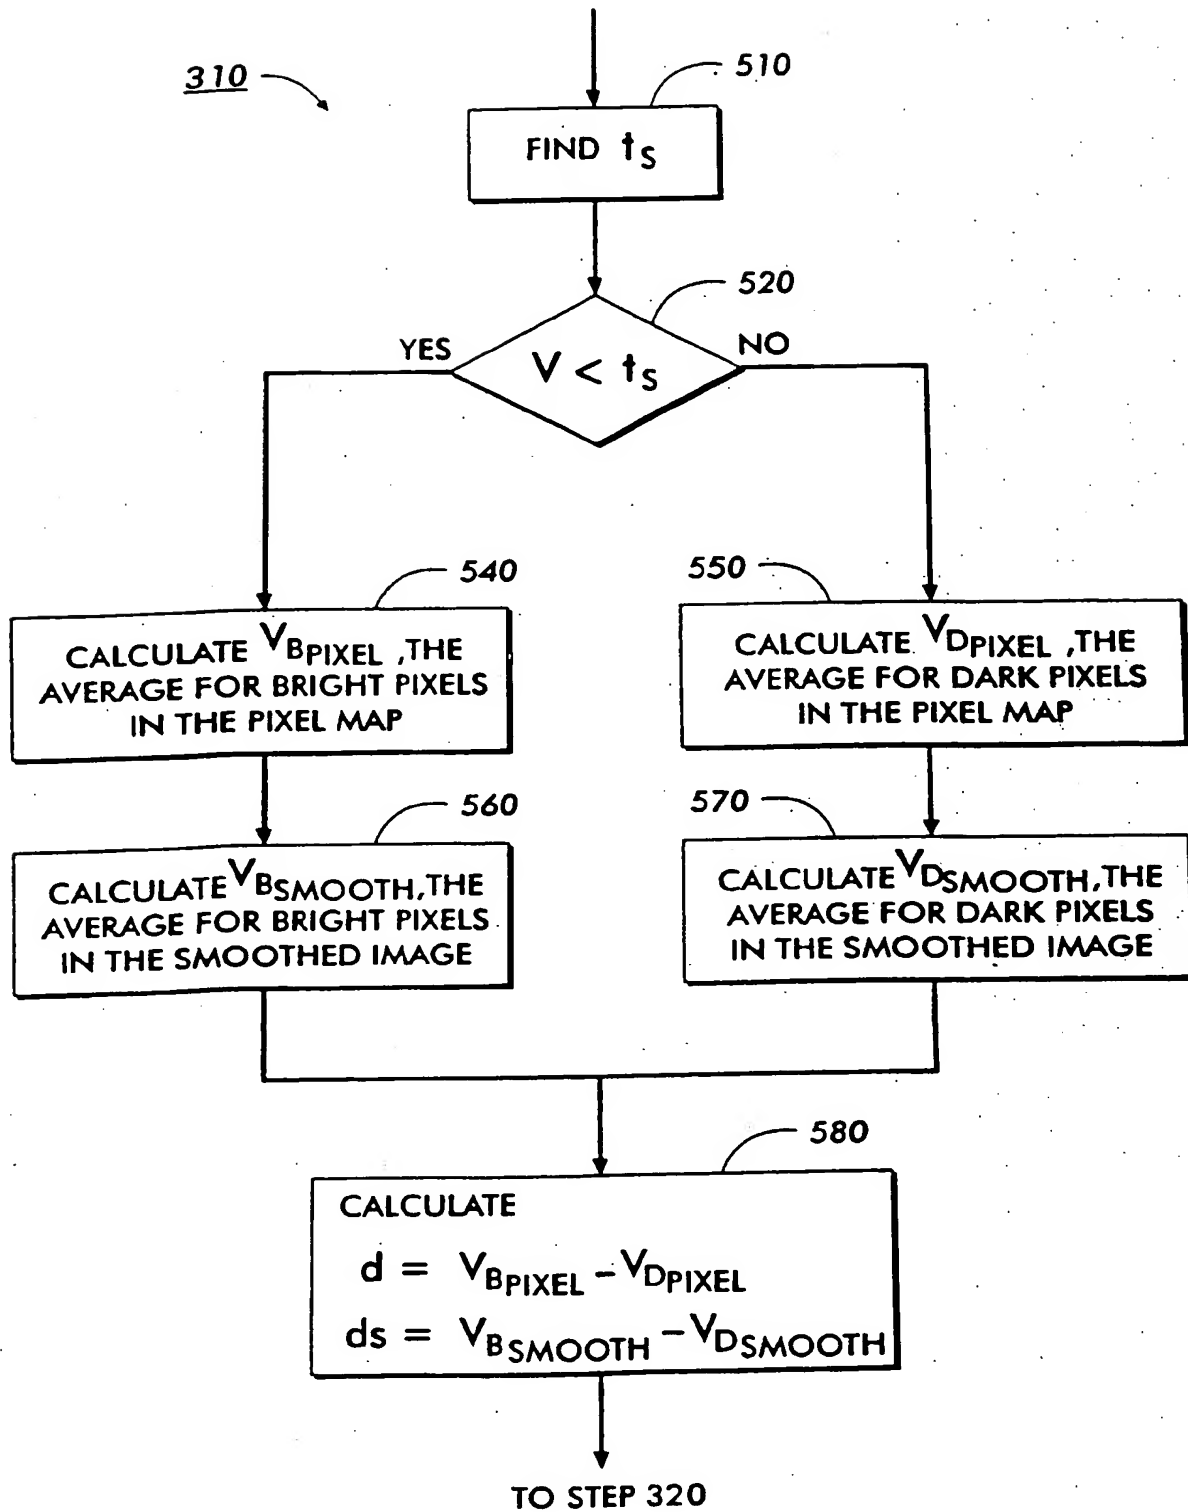 310
510
FIND tS
520
YES
V < tS
NO
540
550
CALCULATE VBPIXEL ,THE
AVERAGE FOR BRIGHT PIXELS
IN THE PIXEL MAP
CALCULATE VDPIXEL ,THE
AVERAGE FOR DARK PIXELS
IN THE PIXEL MAP
560
570
CALCULATE VBSMOOTH,THE
AVERAGE FOR BRIGHT PIXELS
IN THE SMOOTHED IMAGE
CALCULATE VDSMOOTH,THE
AVERAGE FOR DARK PIXELS
IN THE SMOOTHED IMAGE
580
CALCULATE
d = VBPIXEL - VDPIXEL
ds = VBSMOOTH - VDSMOOTH
TO STEP 320